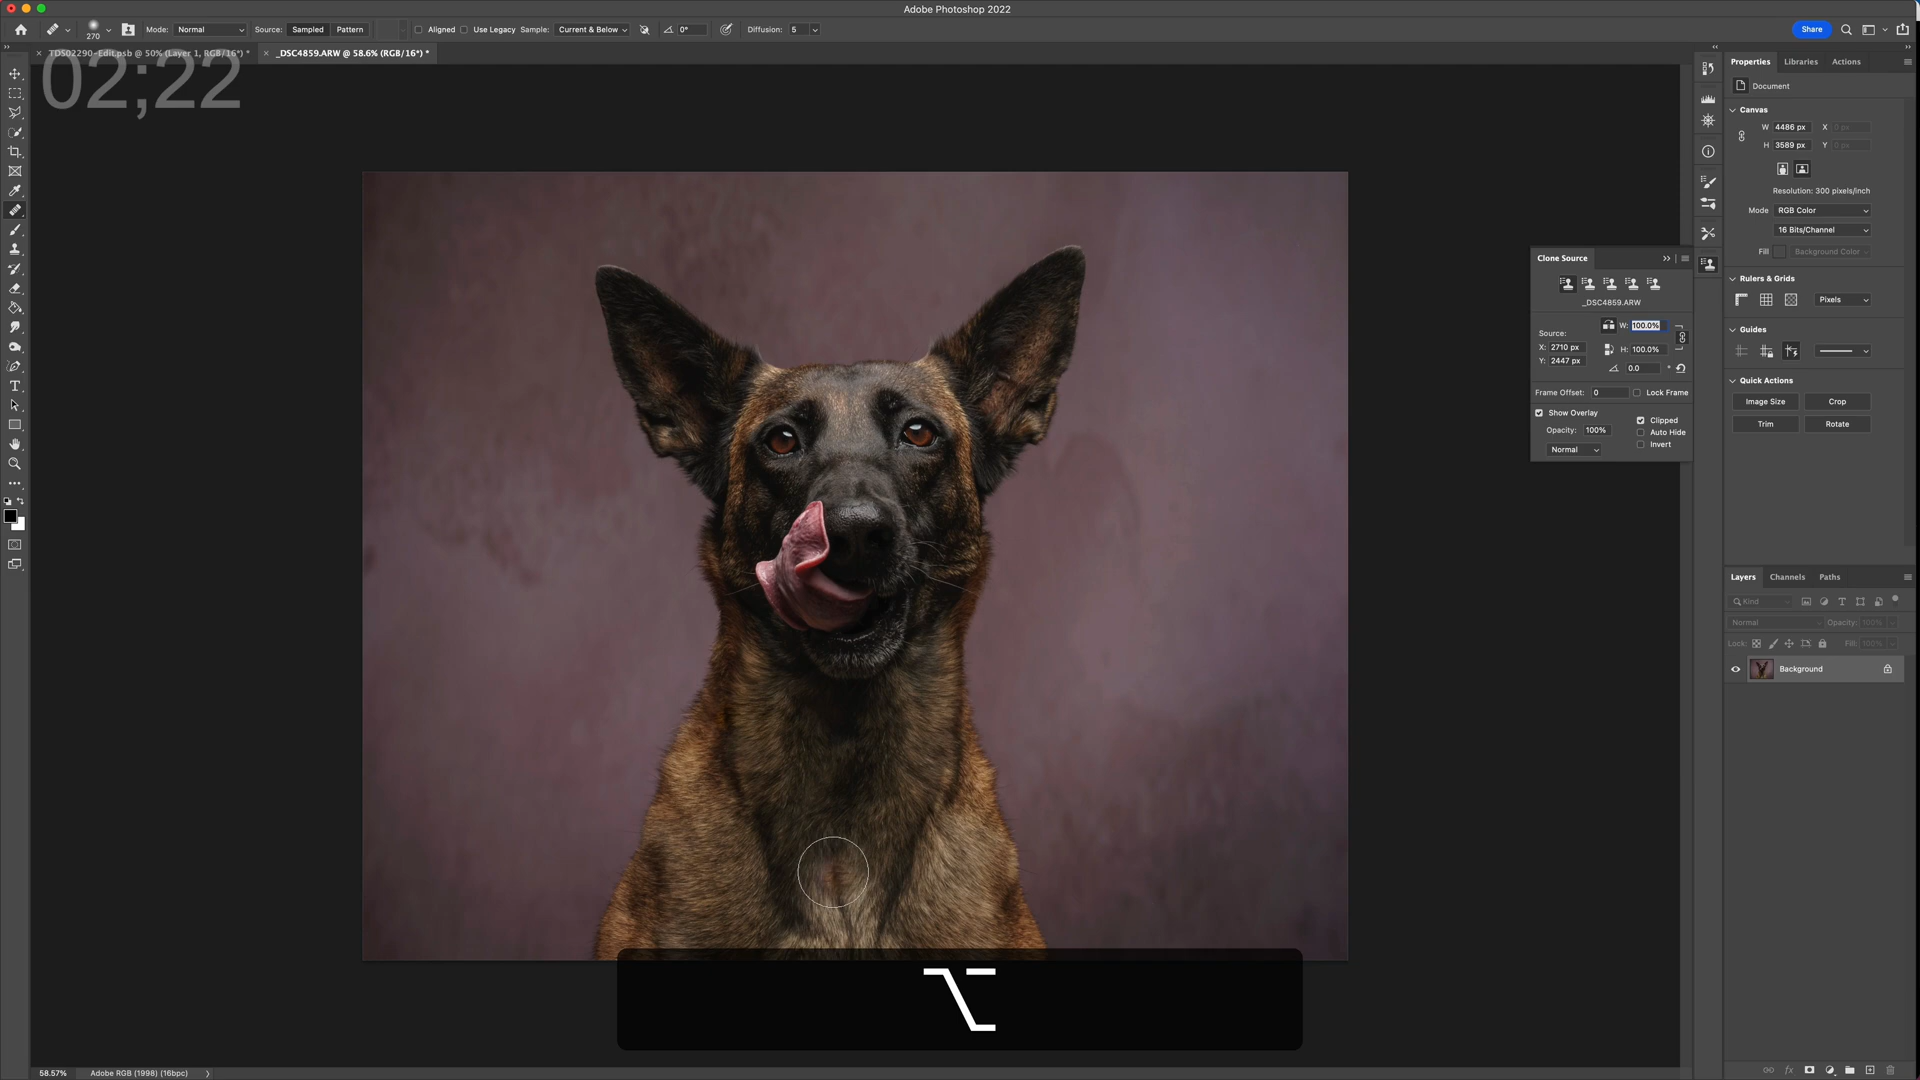 Adobe Photoshop 2022
270
Mode: Normal
Source: Sampled Pattern
Aligned
Use Legacy
Sample: Current & Below
0°
Diffusion: 5
Share
TDS02290-Edit.psb @ 50% (Layer 1, RGB/16*) *
_DSC4859.ARW @ 58.6% (RGB/16*) *
02;22
Properties Libraries Actions
Document
Canvas
W 4486 px X 0 px
H 3589 px Y 0 px
Resolution: 300 pixels/inch
Mode RGB Color
16 Bits/Channel
Fill Background Color
Rulers & Grids
Pixels
Guides
Quick Actions
Image Size Crop
Trim Rotate
Clone Source
_DSC4859.ARW
Source:
X: 2710 px
Y: 2447 px
W: 100.0%
H: 100.0%
0.0 °
Frame Offset: 0 Lock Frame
Show Overlay
Opacity: 100%
Normal
Clipped
Auto Hide
Invert
Layers Channels Paths
Kind
Normal Opacity: 100%
Lock: Fill: 100%
Background
fx
58.57% Adobe RGB (1998) (16bpc)